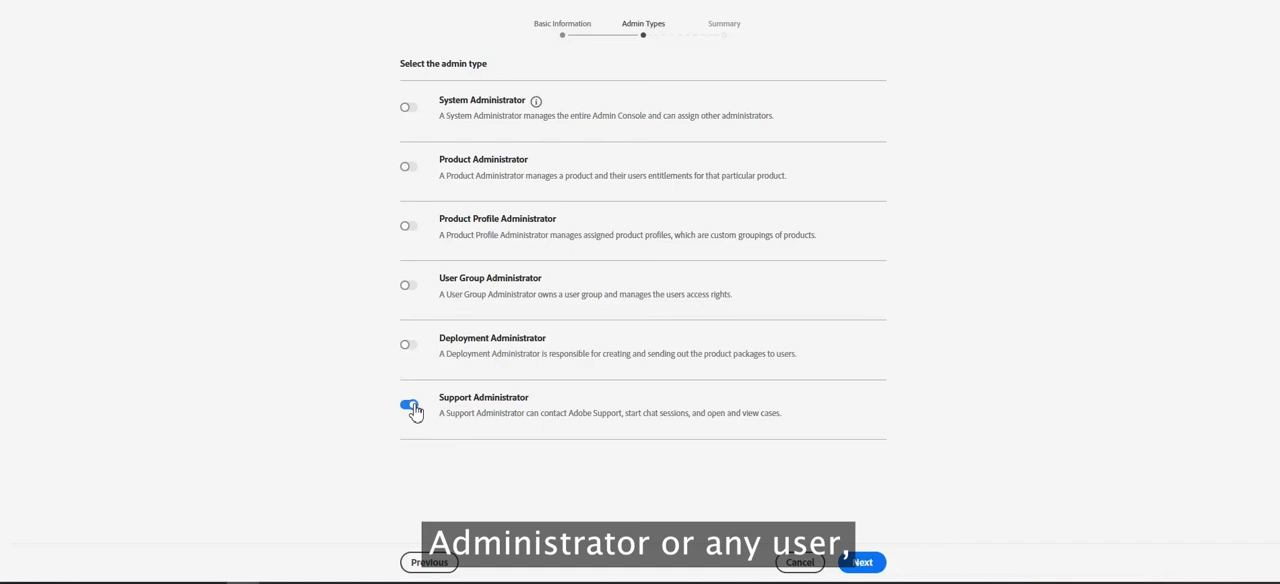 Basic Information Admin Types Summary
Select the admin type
System Administrator
A System Administrator manages the entire Admin Console and can assign other administrators.
Product Administrator
A Product Administrator manages a product and their users entitlements for that particular product.
Product Profile Administrator
A Product Profile Administrator manages assigned product profiles, which are custom groupings of products.
User Group Administrator
A User Group Administrator owns a user group and manages the users access rights.
Deployment Administrator
A Deployment Administrator is responsible for creating and sending out the product packages to users.
Support Administrator
A Support Administrator can contact Adobe Support, start chat sessions, and open and view cases.
Administrator or any user,
Previous Cancel Next